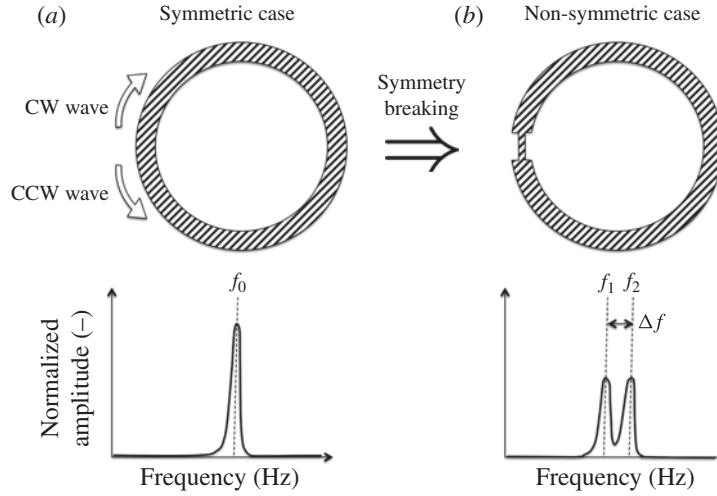 (a)
Symmetric case
(b)
Non-symmetric case
CW wave
CCW wave
Symmetry
breaking
f₀
f₁ f₂
Δf
Normalized
amplitude (–)
Frequency (Hz)
Frequency (Hz)